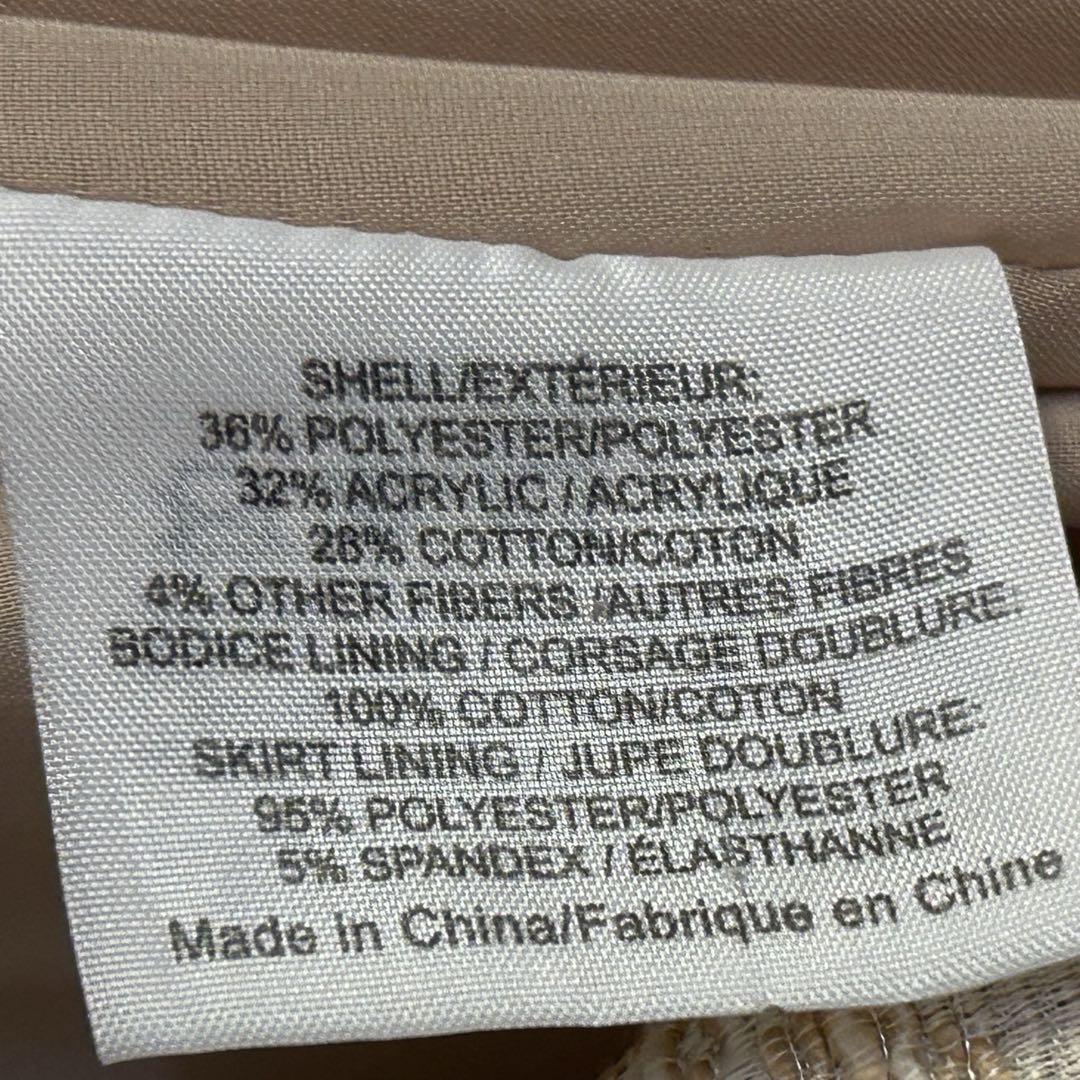 SHELL/EXTÉRIEUR:
36% POLYESTER/POLYESTER
32% ACRYLIC / ACRYLIQUE
28% COTTON/COTON
4% OTHER FIBERS /AUTRES FIBRES
BODICE LINING / CORSAGE DOUBLURE:
100% COTTON/COTON
SKIRT LINING / JUPE DOUBLURE:
95% POLYESTER/POLYESTER
5% SPANDEX / ÉLASTHANNE
Made in China/Fabrique en Chine